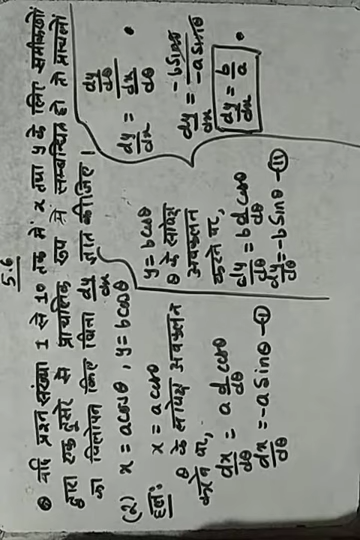 5.6
⊙ यदि प्रश्न संख्या 1 से 10 तक में x तथा y के लिए समीकरणों
द्वारा एक दूसरे से प्राचलिक रूप में सम्बन्धित हो तो प्राचलों
का विलोपन किए बिना dy/dx ज्ञात कीजिए।
(2) x = a cosθ , y = b cosθ
हल: x = a cosθ
θ के सापेक्ष अवकलन
करने पर,
dx/dθ = a d/dθ cosθ
dx/dθ = -a sinθ -(I)
y = b cosθ
θ के सापेक्ष
अवकलन
करने पर,
dy/dθ = b d/dθ cosθ
dy/dθ = -b sinθ -(II)
dy/dx = (dy/dθ)/(dx/dθ)
dy/dx = -b sinθ/-a sinθ
dy/dx = b/a